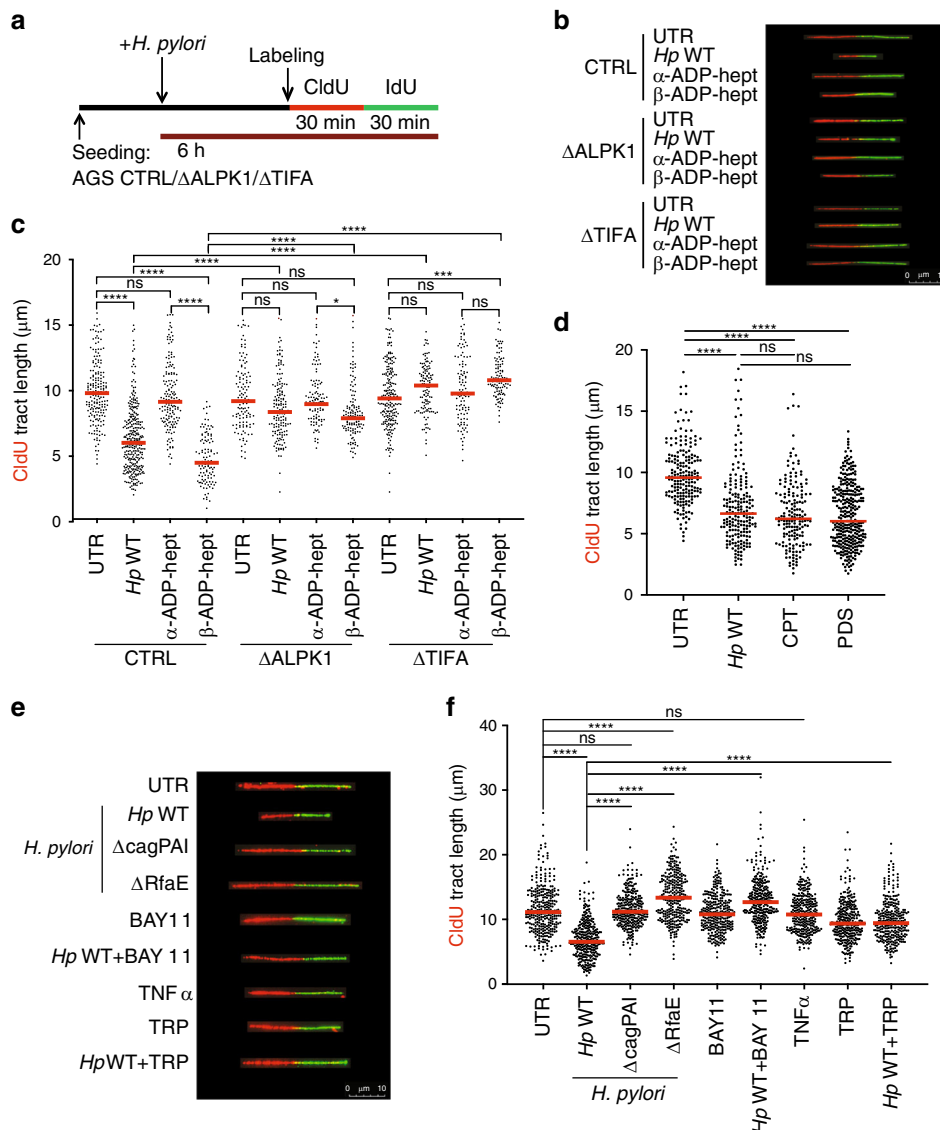 a
+H. pylori
Labeling
CldU
IdU
30 min
30 min
Seeding:
6 h
AGS CTRL/ΔALPK1/ΔTIFA
b
CTRL
UTR
Hp WT
α-ADP-hept
β-ADP-hept
ΔALPK1
UTR
Hp WT
α-ADP-hept
β-ADP-hept
ΔTIFA
UTR
Hp WT
α-ADP-hept
β-ADP-hept
0 μm 10
c
CldU tract length (μm)
20
15
10
5
0
****
****
****
****
****
ns
****
****
ns
ns
ns
*
***
ns
ns
ns
UTR
Hp WT
α-ADP-hept
β-ADP-hept
UTR
Hp WT
α-ADP-hept
β-ADP-hept
UTR
Hp WT
α-ADP-hept
β-ADP-hept
CTRL
ΔALPK1
ΔTIFA
d
CldU tract length (μm)
20
15
10
5
0
****
****
****
ns
ns
UTR
Hp WT
CPT
PDS
e
UTR
H. pylori
Hp WT
ΔcagPAI
ΔRfaE
BAY11
Hp WT+BAY 11
TNF α
TRP
HpWT+TRP
0 μm 10
f
CldU tract length (μm)
40
30
20
10
0
ns
****
ns
****
****
****
****
****
UTR
Hp WT
ΔcagPAI
ΔRfaE
BAY11
Hp WT+BAY 11
TNFα
TRP
Hp WT+TRP
H. pylori